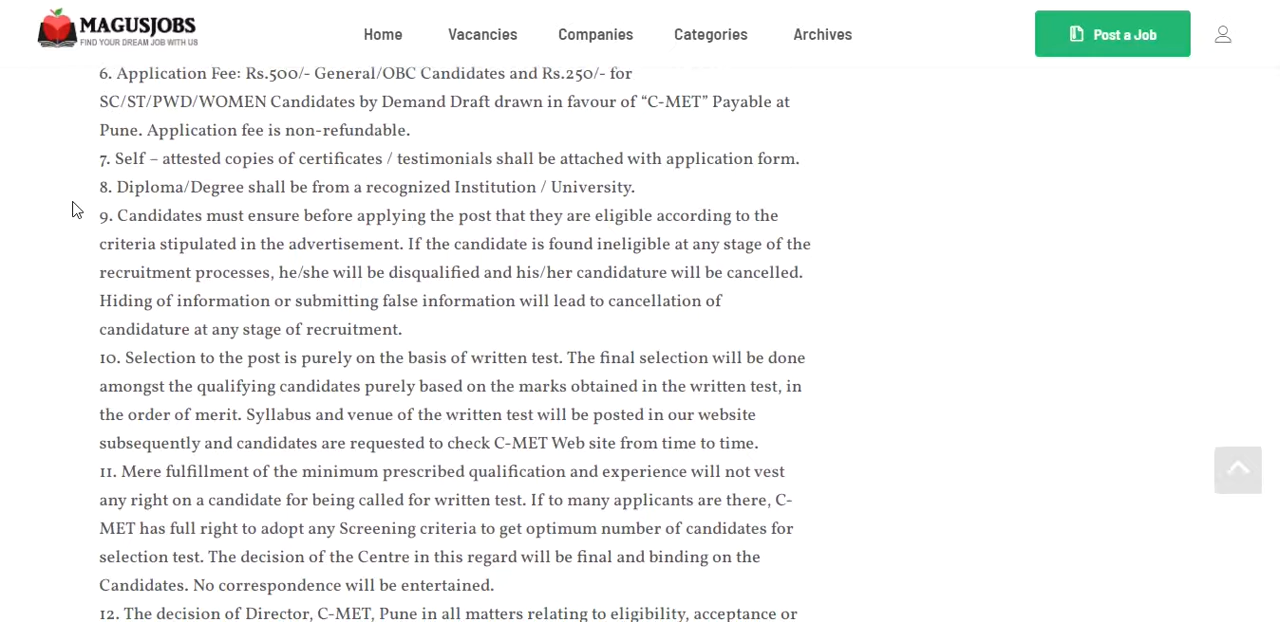 MAGUSJOBS
FIND YOUR DREAM JOB WITH US
Home Vacancies Companies Categories Archives Post a Job
6. Application Fee: Rs.500/- General/OBC Candidates and Rs.250/- for
SC/ST/PWD/WOMEN Candidates by Demand Draft drawn in favour of “C-MET” Payable at
Pune. Application fee is non-refundable.
7. Self – attested copies of certificates / testimonials shall be attached with application form.
8. Diploma/Degree shall be from a recognized Institution / University.
9. Candidates must ensure before applying the post that they are eligible according to the
criteria stipulated in the advertisement. If the candidate is found ineligible at any stage of the
recruitment processes, he/she will be disqualified and his/her candidature will be cancelled.
Hiding of information or submitting false information will lead to cancellation of
candidature at any stage of recruitment.
10. Selection to the post is purely on the basis of written test. The final selection will be done
amongst the qualifying candidates purely based on the marks obtained in the written test, in
the order of merit. Syllabus and venue of the written test will be posted in our website
subsequently and candidates are requested to check C-MET Web site from time to time.
11. Mere fulfillment of the minimum prescribed qualification and experience will not vest
any right on a candidate for being called for written test. If to many applicants are there, C-
MET has full right to adopt any Screening criteria to get optimum number of candidates for
selection test. The decision of the Centre in this regard will be final and binding on the
Candidates. No correspondence will be entertained.
12. The decision of Director, C-MET, Pune in all matters relating to eligibility, acceptance or